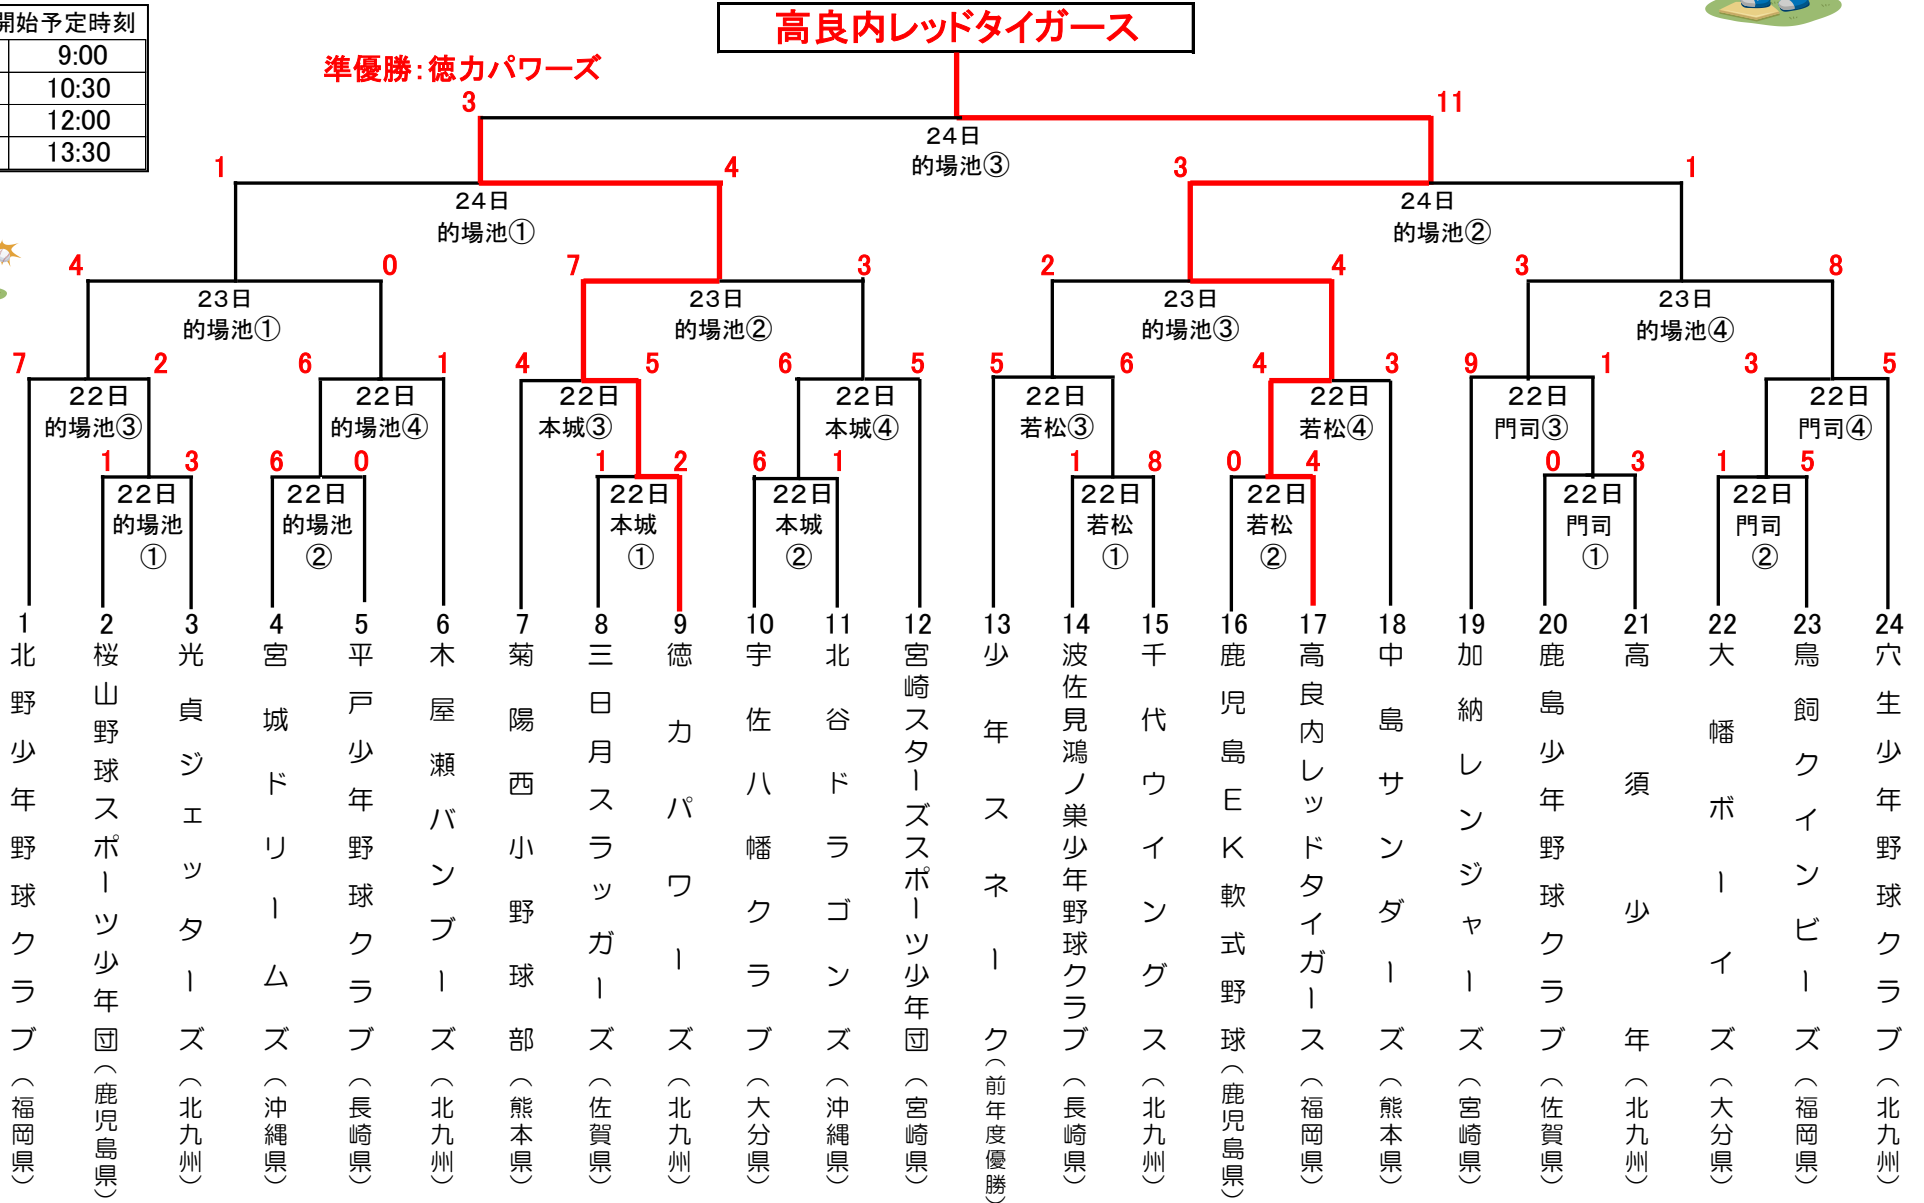 開始予定時刻
9:00
10:30
12:00
13:30
高良内レッドタイガース
準優勝：徳力パワーズ
3
11
24日
的場池③
1
4
3
1
24日
的場池①
24日
的場池②
4
0
7
3
2
4
3
8
23日
的場池①
23日
的場池②
23日
的場池③
23日
的場池④
7
2
6
1
4
5
6
5
5
6
4
3
9
1
3
5
22日
的場池③
22日
的場池④
22日
本城③
22日
本城④
22日
若松③
22日
若松④
22日
門司③
22日
門司④
1
3
6
0
1
2
6
1
1
8
0
4
0
3
1
5
22日
的場池
①
22日
的場池
②
22日
本城
①
22日
本城
②
22日
若松
①
22日
若松
②
22日
門司
①
22日
門司
②
1
北野少年野球クラブ（福岡県）
2
桜山野球スポーツ少年団（鹿児島県）
3
光貞ジェッターズ（北九州）
4
宮城ドリームズ（沖縄県）
5
平戸少年野球クラブ（長崎県）
6
木屋瀬バンブーズ（北九州）
7
菊陽西小野球部（熊本県）
8
三日月スラッガーズ（佐賀県）
9
徳力パワーズ（北九州）
10
宇佐八幡クラブ（大分県）
11
北谷ドラゴンズ（沖縄県）
12
宮崎スターズスポーツ少年団（宮崎県）
13
少年スネーク（前年度優勝）
14
波佐見鴻ノ巣少年野球クラブ（長崎県）
15
千代ウイングス（北九州）
16
鹿児島ＥＫ軟式野球（鹿児島県）
17
高良内レッドタイガース（福岡県）
18
中島サンダーズ（熊本県）
19
加納レンジャーズ（宮崎県）
20
鹿島少年野球クラブ（佐賀県）
21
高須少年（北九州）
22
大幡ボーイズ（大分県）
23
鳥飼クインビーズ（福岡県）
24
穴生少年野球クラブ（北九州）